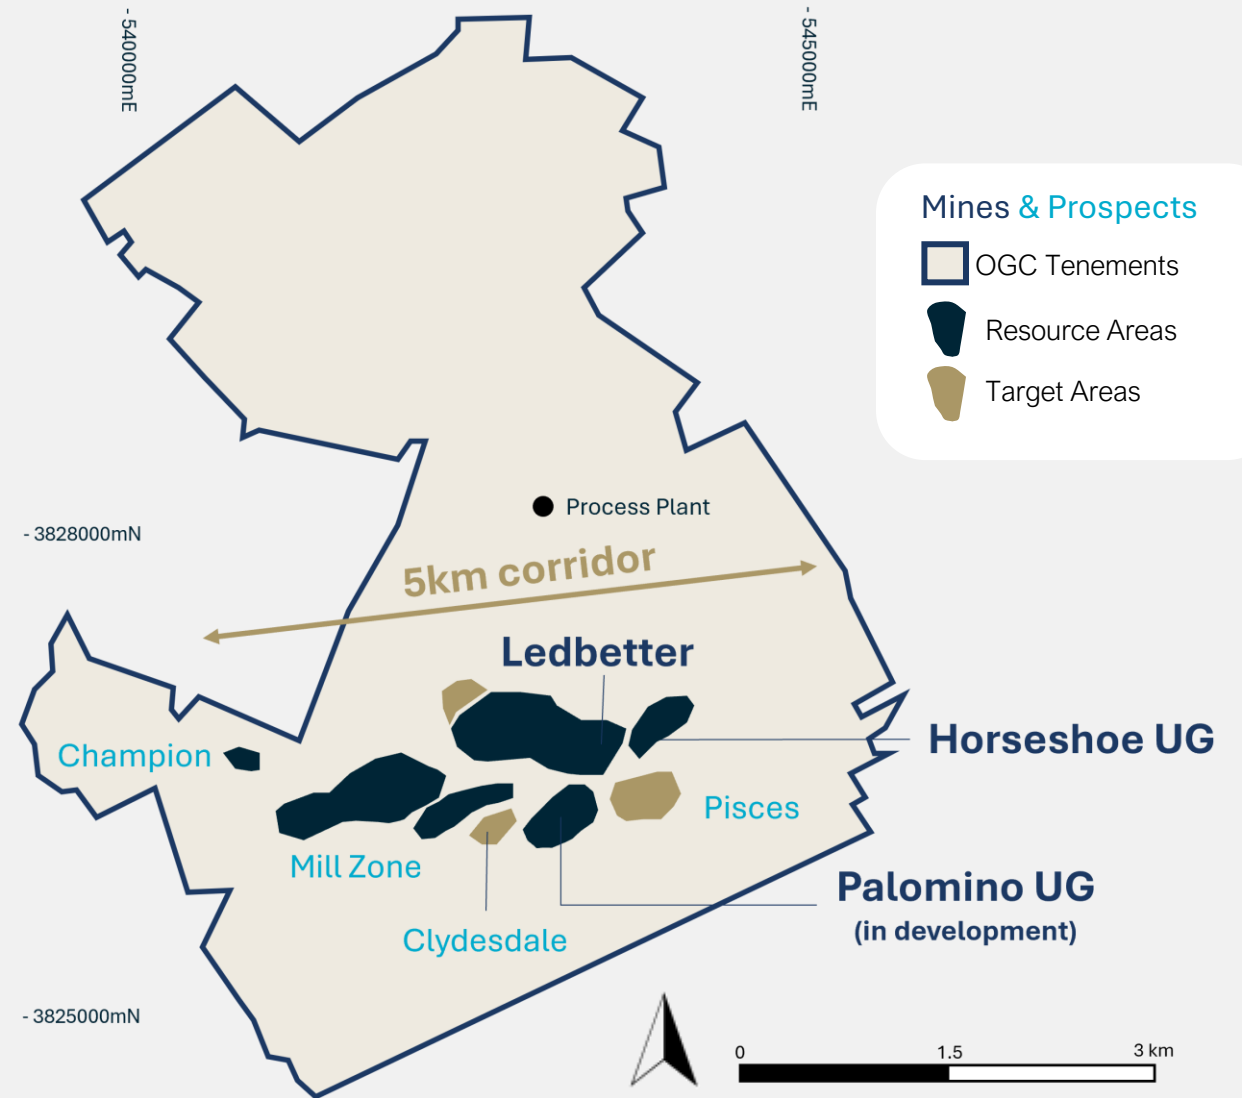 - 540000mE
- 545000mE
Mines & Prospects
OGC Tenements
Resource Areas
Target Areas
Process Plant
- 3828000mN
5km corridor
Ledbetter
Horseshoe UG
Champion
Pisces
Mill Zone
Palomino UG
(in development)
Clydesdale
- 3825000mN
0 1.5 3 km